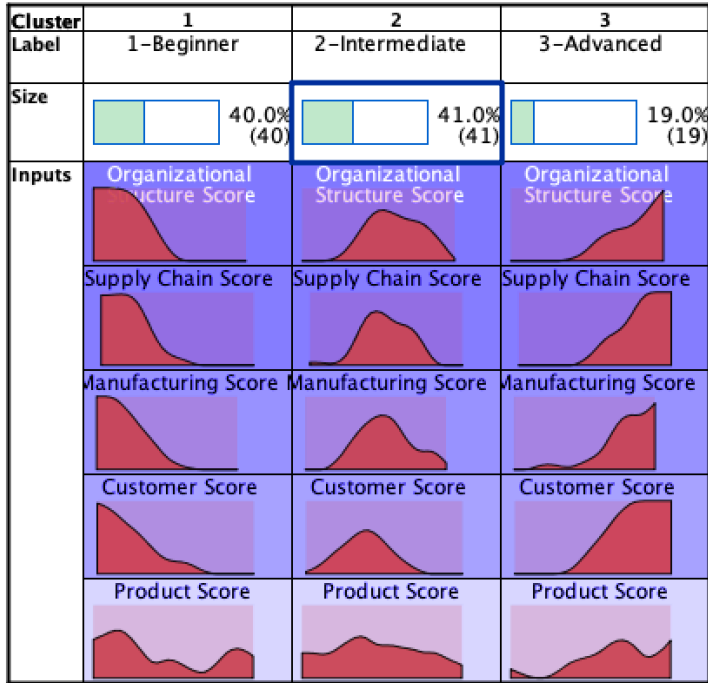 Cluster 1 2 3
Label 1-Beginner 2-Intermediate 3-Advanced
Size 40.0% 41.0% 19.0%
(40) (41) (19)
Inputs Organizational Organizational Organizational
Structure Score Structure Score Structure Score
Supply Chain Score Supply Chain Score Supply Chain Score
Manufacturing Score Manufacturing Score Manufacturing Score
Customer Score Customer Score Customer Score
Product Score Product Score Product Score